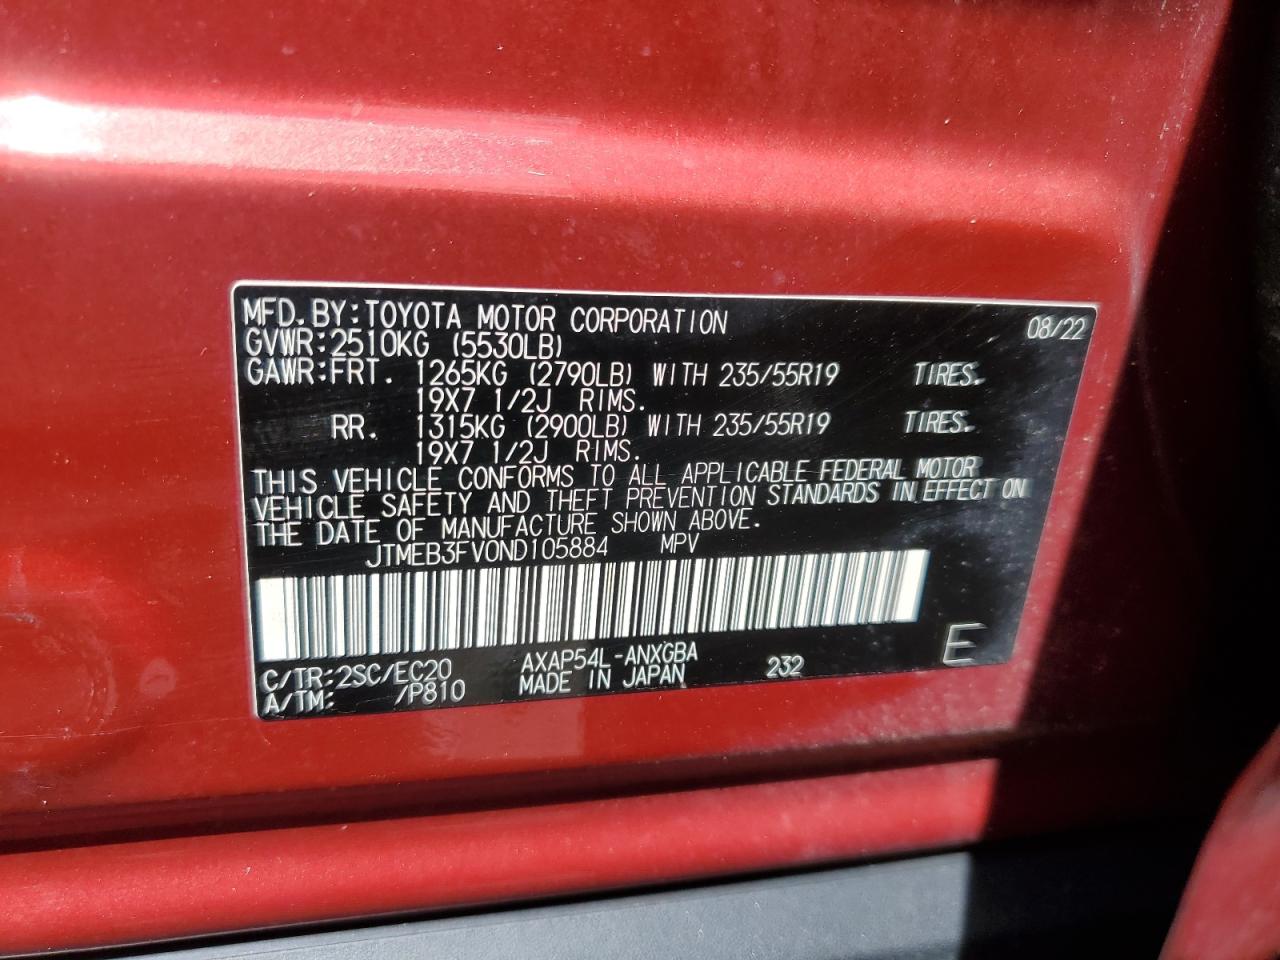 MFD. BY: TOYOTA MOTOR CORPORATION 08/22
GVWR: 2510KG (5530LB)
GAWR: FRT. 1265KG (2790LB) WITH 235/55R19 TIRES.
19X7 1/2J RIMS.
RR. 1315KG (2900LB) WITH 235/55R19 TIRES.
19X7 1/2J RIMS.
THIS VEHICLE CONFORMS TO ALL APPLICABLE FEDERAL MOTOR
VEHICLE SAFETY AND THEFT PREVENTION STANDARDS IN EFFECT ON
THE DATE OF MANUFACTURE SHOWN ABOVE.
JTMEB3FV0ND105884 MPV
C/TR: 2SC/EC20 AXAP54L-ANXGBA 232 E
A/TM: /P810 MADE IN JAPAN